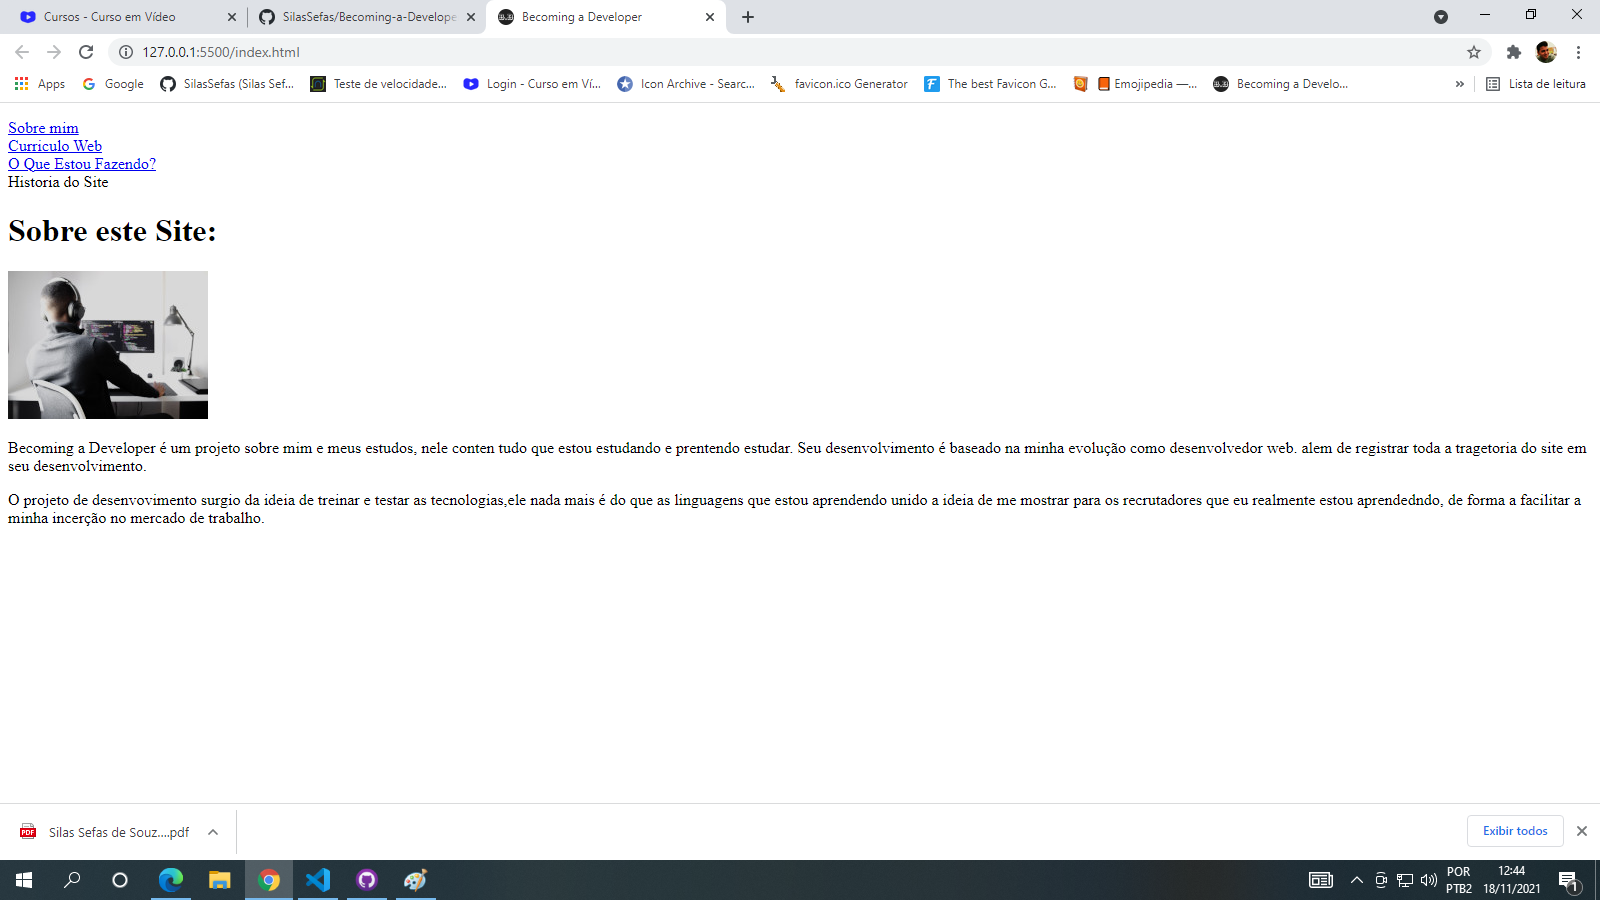 Cursos - Curso em Vídeo
SilasSefas/Becoming-a-Develope
Becoming a Developer
127.0.0.1:5500/index.html
Apps
Google
SilasSefas (Silas Sef...
Teste de velocidade...
Login - Curso em Ví...
Icon Archive - Searc...
favicon.ico Generator
The best Favicon G...
Emojipedia —...
Becoming a Develo...
»
Lista de leitura
Sobre mim
Curriculo Web
O Que Estou Fazendo?
Historia do Site
Sobre este Site:
Becoming a Developer é um projeto sobre mim e meus estudos, nele conten tudo que estou estudando e prentendo estudar. Seu desenvolvimento é baseado na minha evolução como desenvolvedor web. alem de registrar toda a tragetoria do site em
seu desenvolvimento.
O projeto de desenvovimento surgio da ideia de treinar e testar as tecnologias,ele nada mais é do que as linguagens que estou aprendendo unido a ideia de me mostrar para os recrutadores que eu realmente estou aprendedndo, de forma a facilitar a
minha incerção no mercado de trabalho.
PDF
Silas Sefas de Souz....pdf
Exibir todos
POR
PTB2
12:44
18/11/2021
1